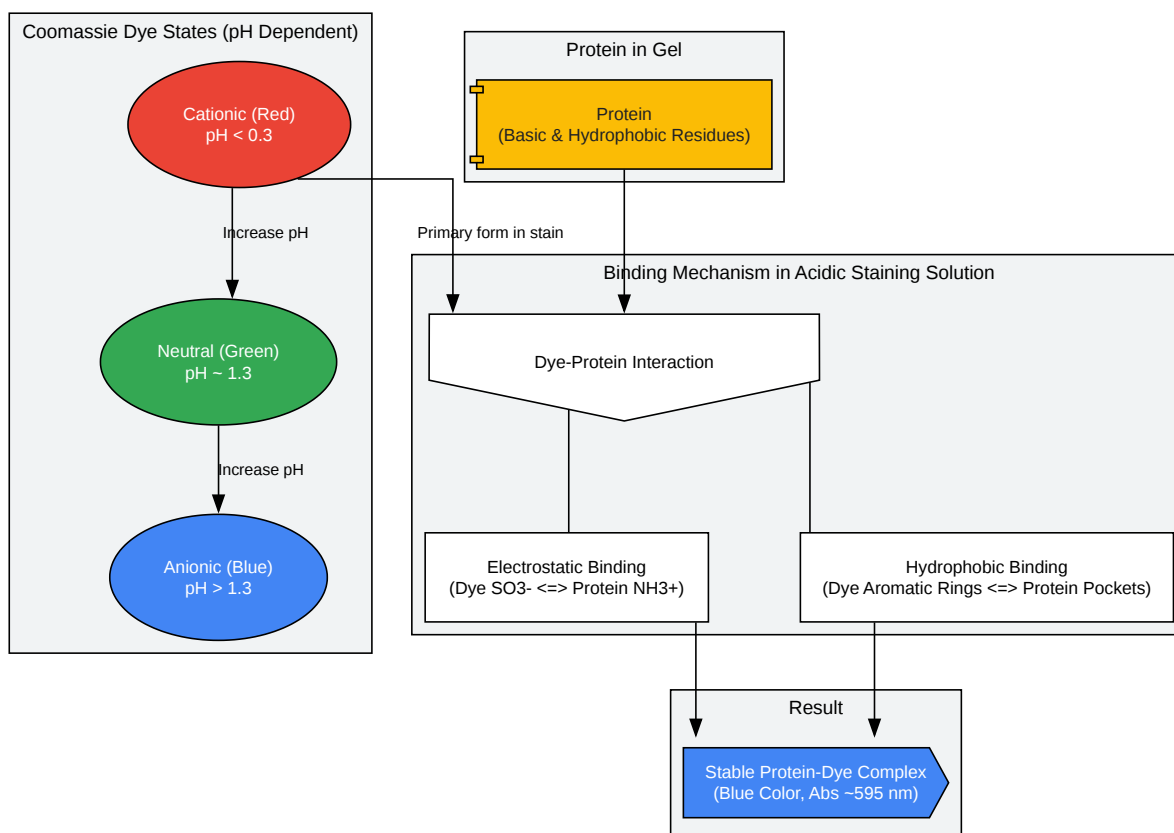 Coomassie Dye States (pH Dependent)
Cationic (Red)
pH < 0.3
Increase pH
Neutral (Green)
pH ~ 1.3
Increase pH
Anionic (Blue)
pH > 1.3
Protein in Gel
Protein
(Basic & Hydrophobic Residues)
Primary form in stain
Binding Mechanism in Acidic Staining Solution
Dye-Protein Interaction
Electrostatic Binding
(Dye SO3- <=> Protein NH3+)
Hydrophobic Binding
(Dye Aromatic Rings <=> Protein Pockets)
Result
Stable Protein-Dye Complex
(Blue Color, Abs ~595 nm)